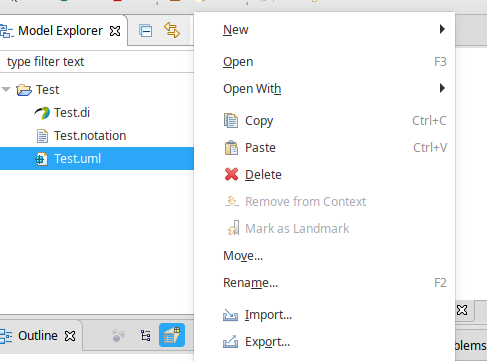 Model Explorer
type filter text
Test
Test.di
Test.notation
Test.uml
Outline
New
Open F3
Open With
Copy Ctrl+C
Paste Ctrl+V
Delete
Remove from Context
Mark as Landmark
Move...
Rename... F2
Import...
Export...
blems